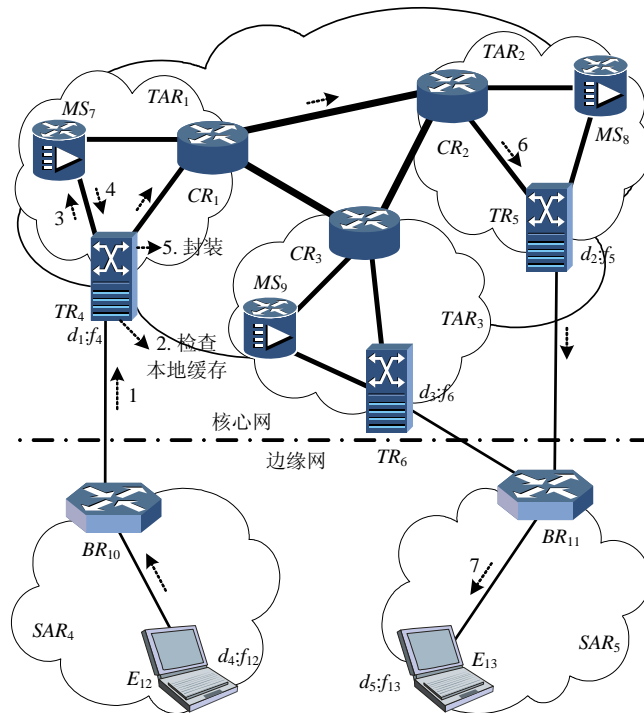 TAR₂
MS₇
TAR₁
MS₈
CR₂
6
3
4
CR₁
TR₅
5. 封装
CR₃
d₂:f₅
MS₉
TR₄
TAR₃
d₁:f₄
2. 检查
本地缓存
d₃:f₆
1
核心网
边缘网
TR₆
BR₁₀
BR₁₁
7
SAR₄
d₄:f₁₂
E₁₂
E₁₃
d₅:f₁₃
SAR₅